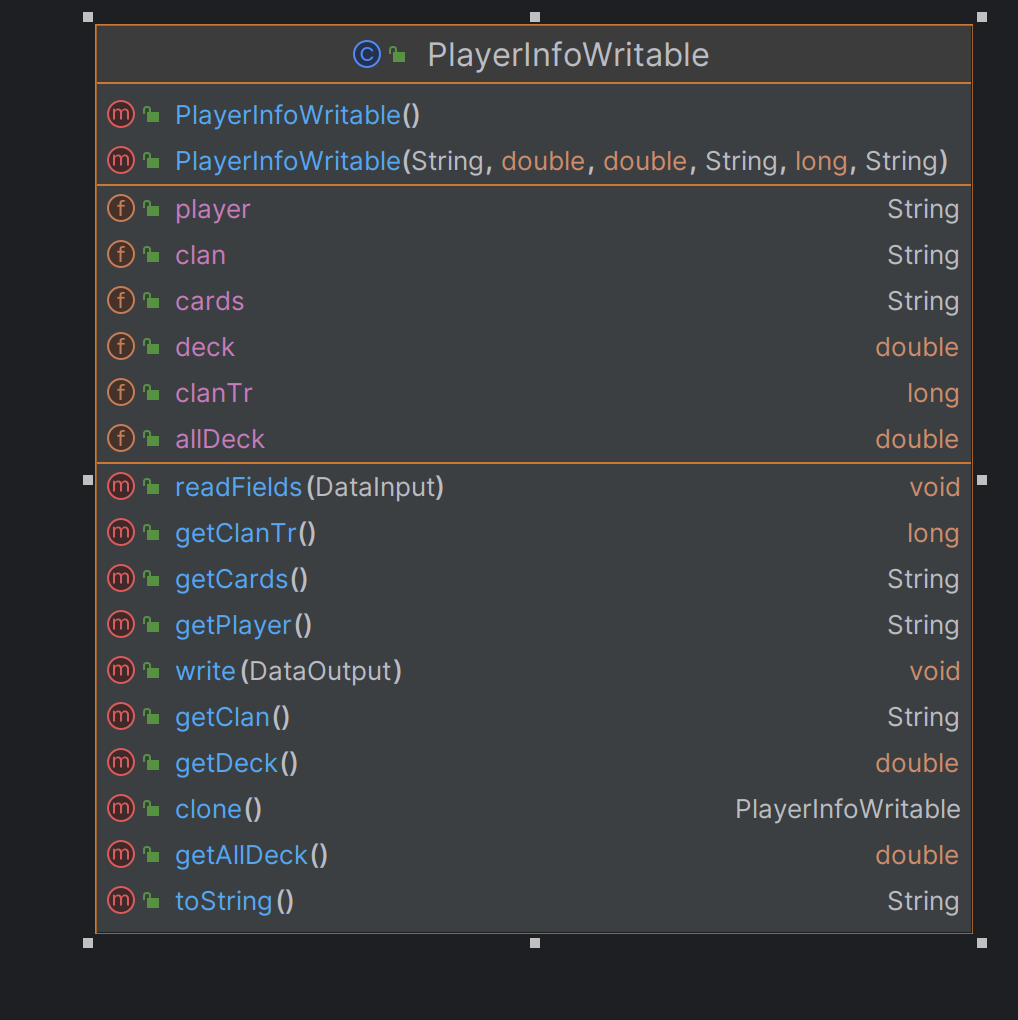 C PlayerInfoWritable
m PlayerInfoWritable()
m PlayerInfoWritable(String, double, double, String, long, String)
f player String
f clan String
f cards String
f deck double
f clanTr long
f allDeck double
m readFields(DataInput) void
m getClanTr() long
m getCards() String
m getPlayer() String
m write(DataOutput) void
m getClan() String
m getDeck() double
m clone() PlayerInfoWritable
m getAllDeck() double
m toString() String